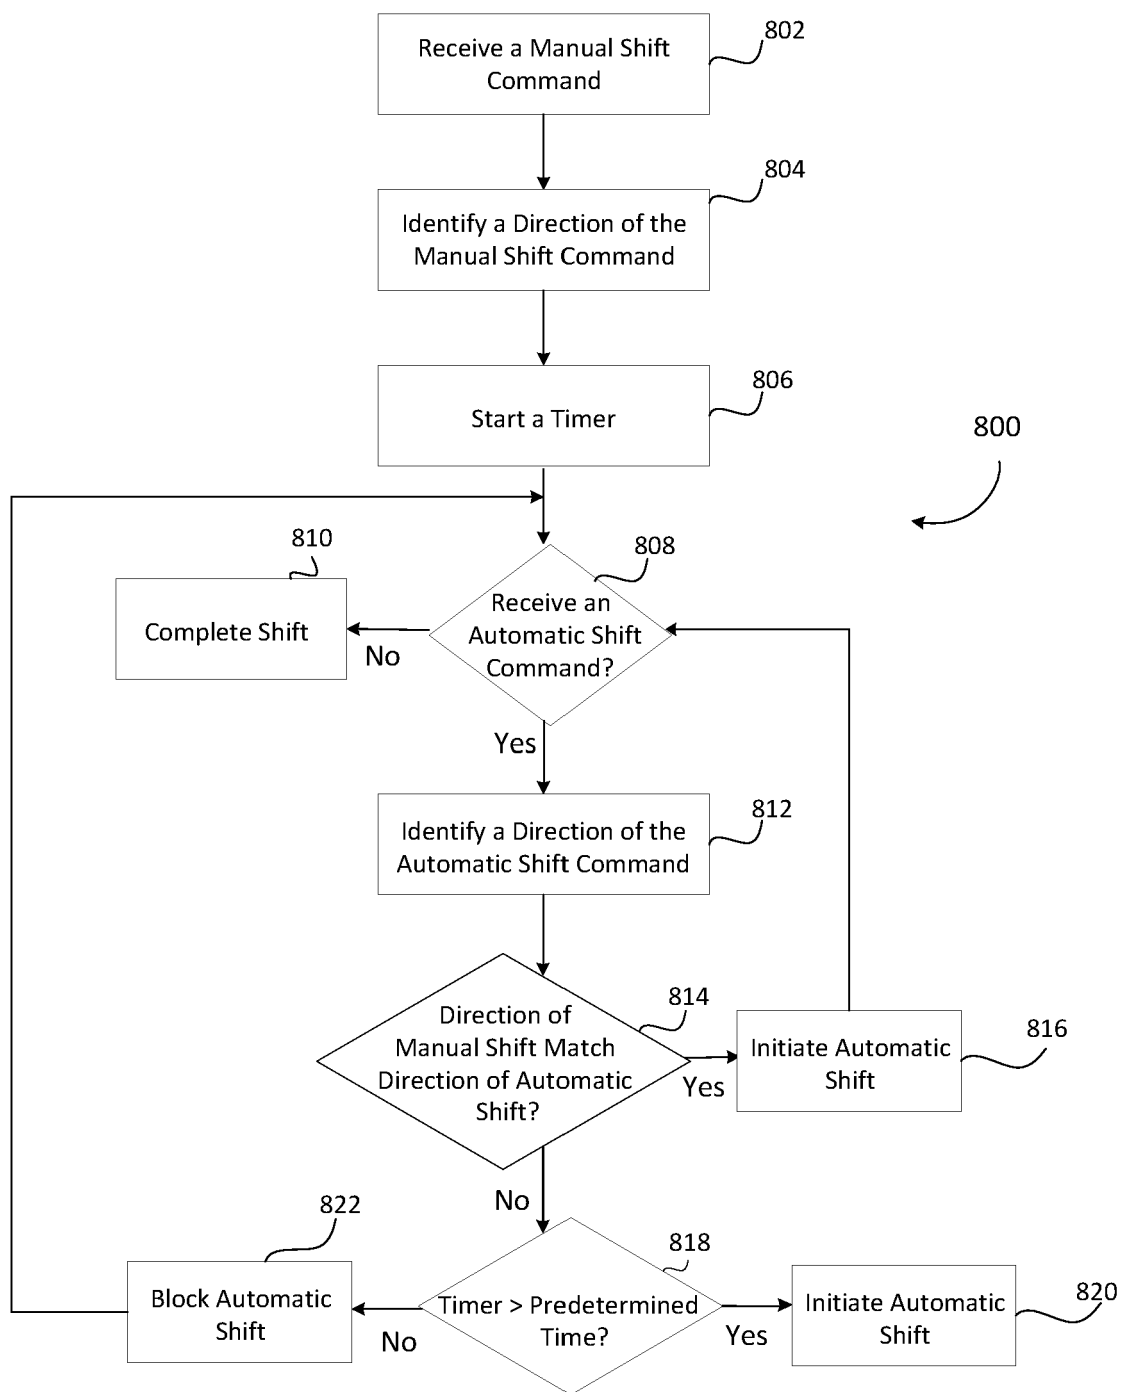 Receive a Manual Shift
Command
802
Identify a Direction of the
Manual Shift Command
804
Start a Timer
806
800
810
Complete Shift
No
808
Receive an
Automatic Shift
Command?
Yes
Identify a Direction of the
Automatic Shift Command
812
814
Direction of
Manual Shift Match
Direction of Automatic
Shift?
Yes
Initiate Automatic
Shift
816
No
822
Block Automatic
Shift
No
818
Timer > Predetermined
Time?
Yes
Initiate Automatic
Shift
820